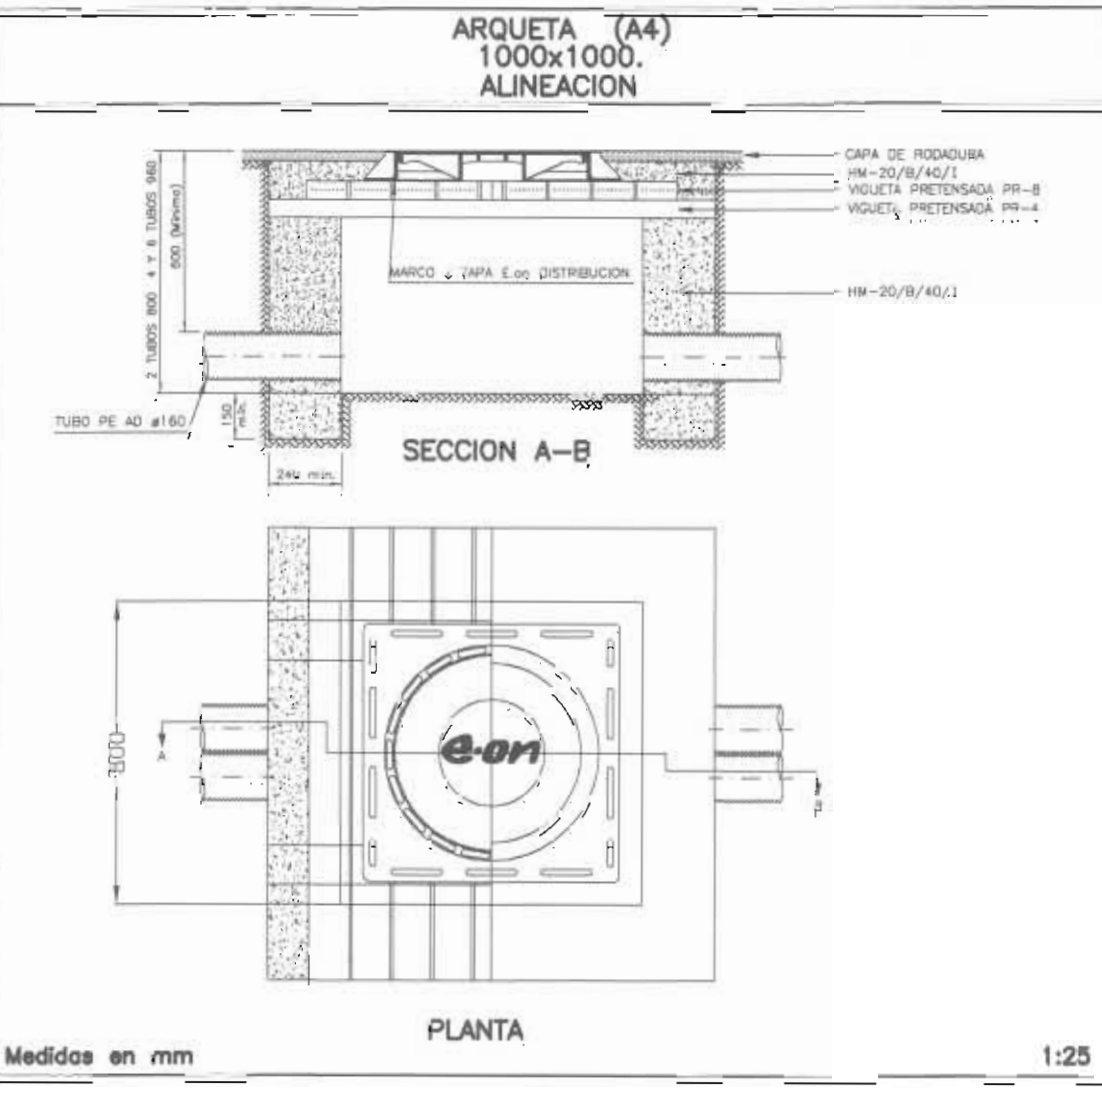 ARQUETA (A4)
1000x1000.
ALINEACION
2 TUBOS 800 4 Y 6 TUBOS 960
600 (Mínimo)
CAPA DE RODADURA
HM-20/B/40/I
VIGUETA PRETENSADA PR-8
VIGUETA PRETENSADA PR-4
MARCO y TAPA E.on DISTRIBUCION
HM-20/B/40/I
TUBO PE AD ø160
150 min.
240 min.
SECCION A-B
800
A
e·on
B
PLANTA
Medidas en mm
1:25